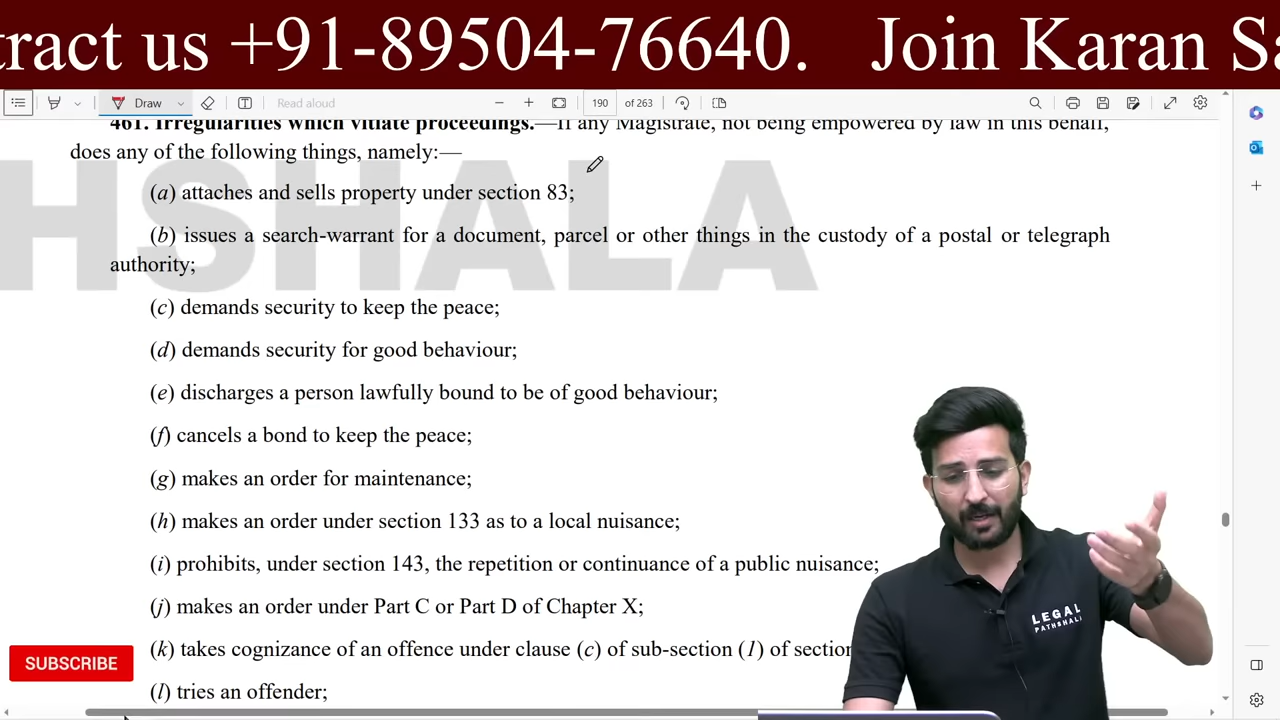 tract us +91-89504-76640. Join Karan Sa
Draw
Read aloud
190 of 263
461. Irregularities which vitiate proceedings.—If any Magistrate, not being empowered by law in this behalf,
does any of the following things, namely:—
HSHALA
(a) attaches and sells property under section 83;
(b) issues a search-warrant for a document, parcel or other things in the custody of a postal or telegraph
authority;
(c) demands security to keep the peace;
(d) demands security for good behaviour;
(e) discharges a person lawfully bound to be of good behaviour;
(f) cancels a bond to keep the peace;
(g) makes an order for maintenance;
(h) makes an order under section 133 as to a local nuisance;
(i) prohibits, under section 143, the repetition or continuance of a public nuisance;
(j) makes an order under Part C or Part D of Chapter X;
(k) takes cognizance of an offence under clause (c) of sub-section (1) of section
(l) tries an offender;
LEGAL
PATHSHALA
SUBSCRIBE